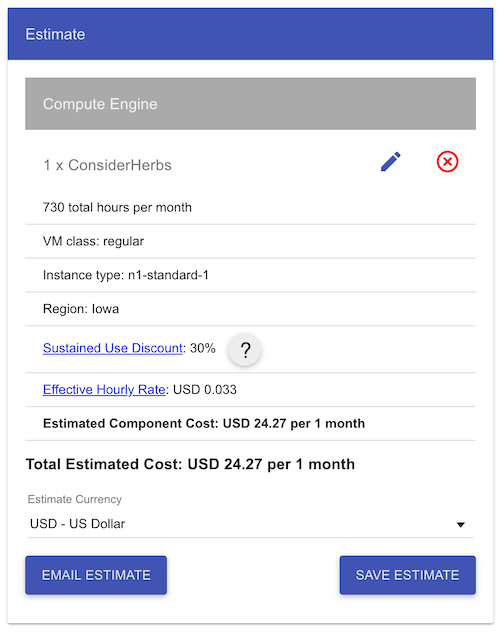 Estimate
Compute Engine
1 x ConsiderHerbs
730 total hours per month
VM class: regular
Instance type: n1-standard-1
Region: Iowa
Sustained Use Discount: 30% ?
Effective Hourly Rate: USD 0.033
Estimated Component Cost: USD 24.27 per 1 month
Total Estimated Cost: USD 24.27 per 1 month
Estimate Currency
USD - US Dollar
EMAIL ESTIMATE SAVE ESTIMATE